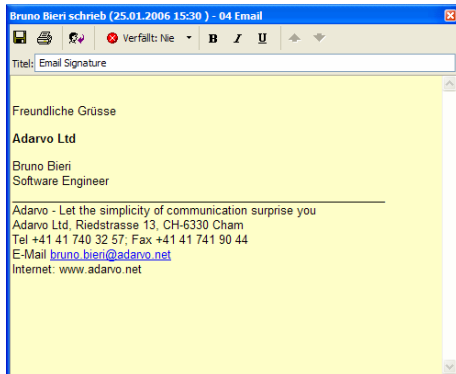 Bruno Bieri schrieb (25.01.2006 15:30 ) - 04 Email
Verfällt: Nie B I U
Titel: Email Signature
Freundliche Grüsse
Adarvo Ltd
Bruno Bieri
Software Engineer
Adarvo - Let the simplicity of communication surprise you
Adarvo Ltd, Riedstrasse 13, CH-6330 Cham
Tel +41 41 740 32 57; Fax +41 41 741 90 44
E-Mail bruno.bieri@adarvo.net
Internet: www.adarvo.net